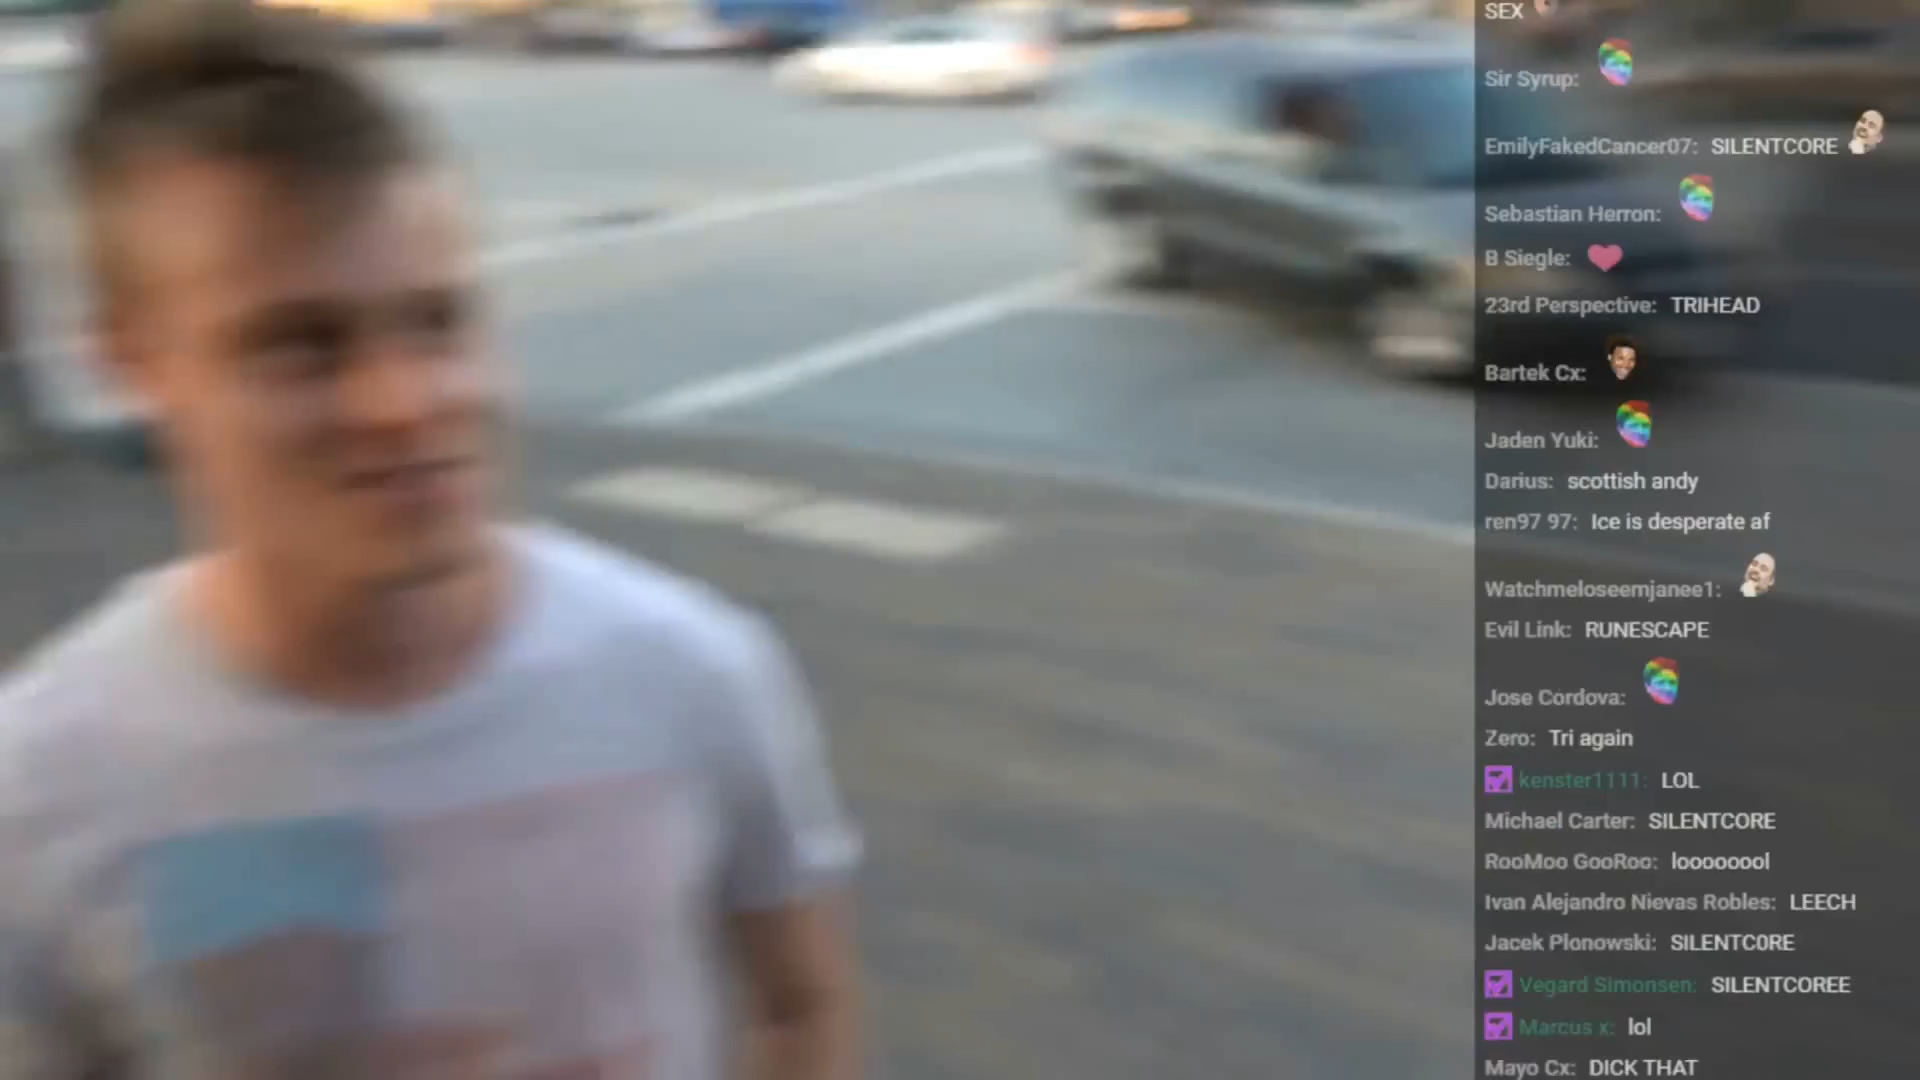 SEX
Sir Syrup:
EmilyFakedCancer07: SILENTCORE
Sebastian Herron:
B Siegle:
23rd Perspective: TRIHEAD
Bartek Cx:
Jaden Yuki:
Darius: scottish andy
ren97 97: Ice is desperate af
Watchmeloseemjanee1:
Evil Link: RUNESCAPE
Jose Cordova:
Zero: Tri again
kenster1111: LOL
Michael Carter: SILENTCORE
RooMoo GooRoo: loooooool
Ivan Alejandro Nievas Robles: LEECH
Jacek Plonowski: SILENTC0RE
Vegard Simonsen: SILENTCOREE
Marcus x: lol
Mayo Cx: DICK THAT